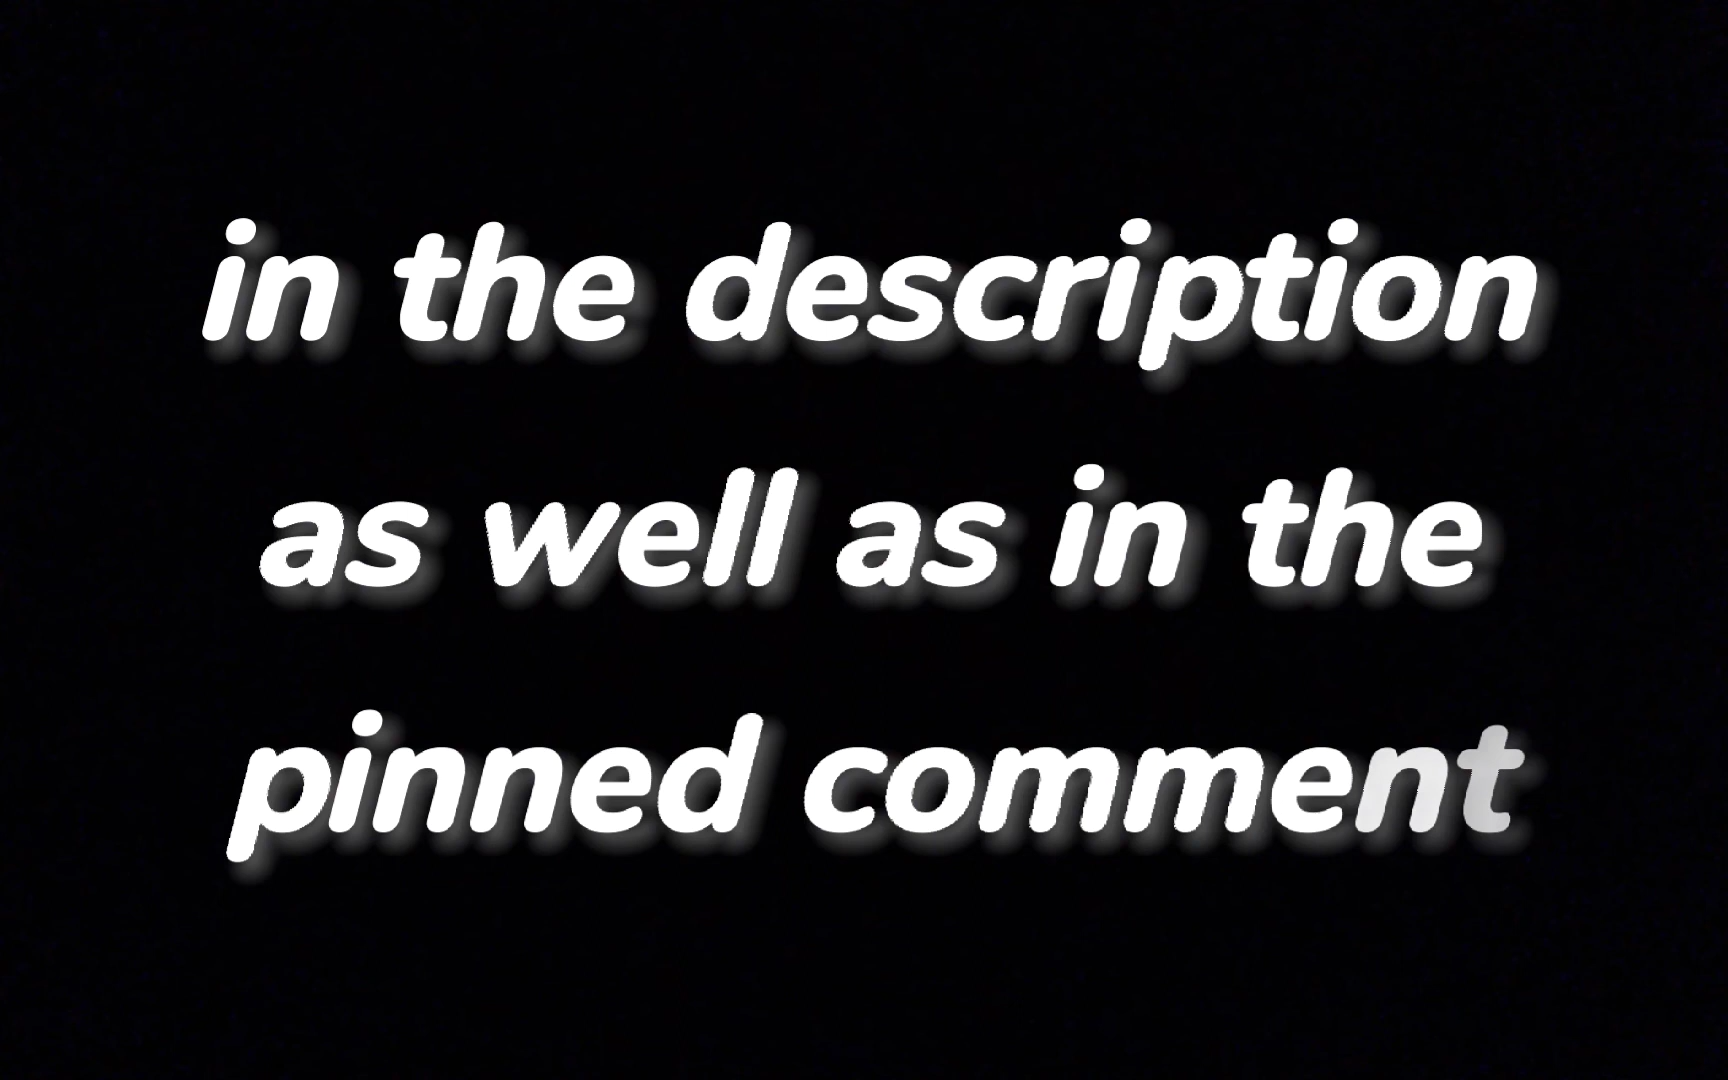 in the description
as well as in the
pinned comment